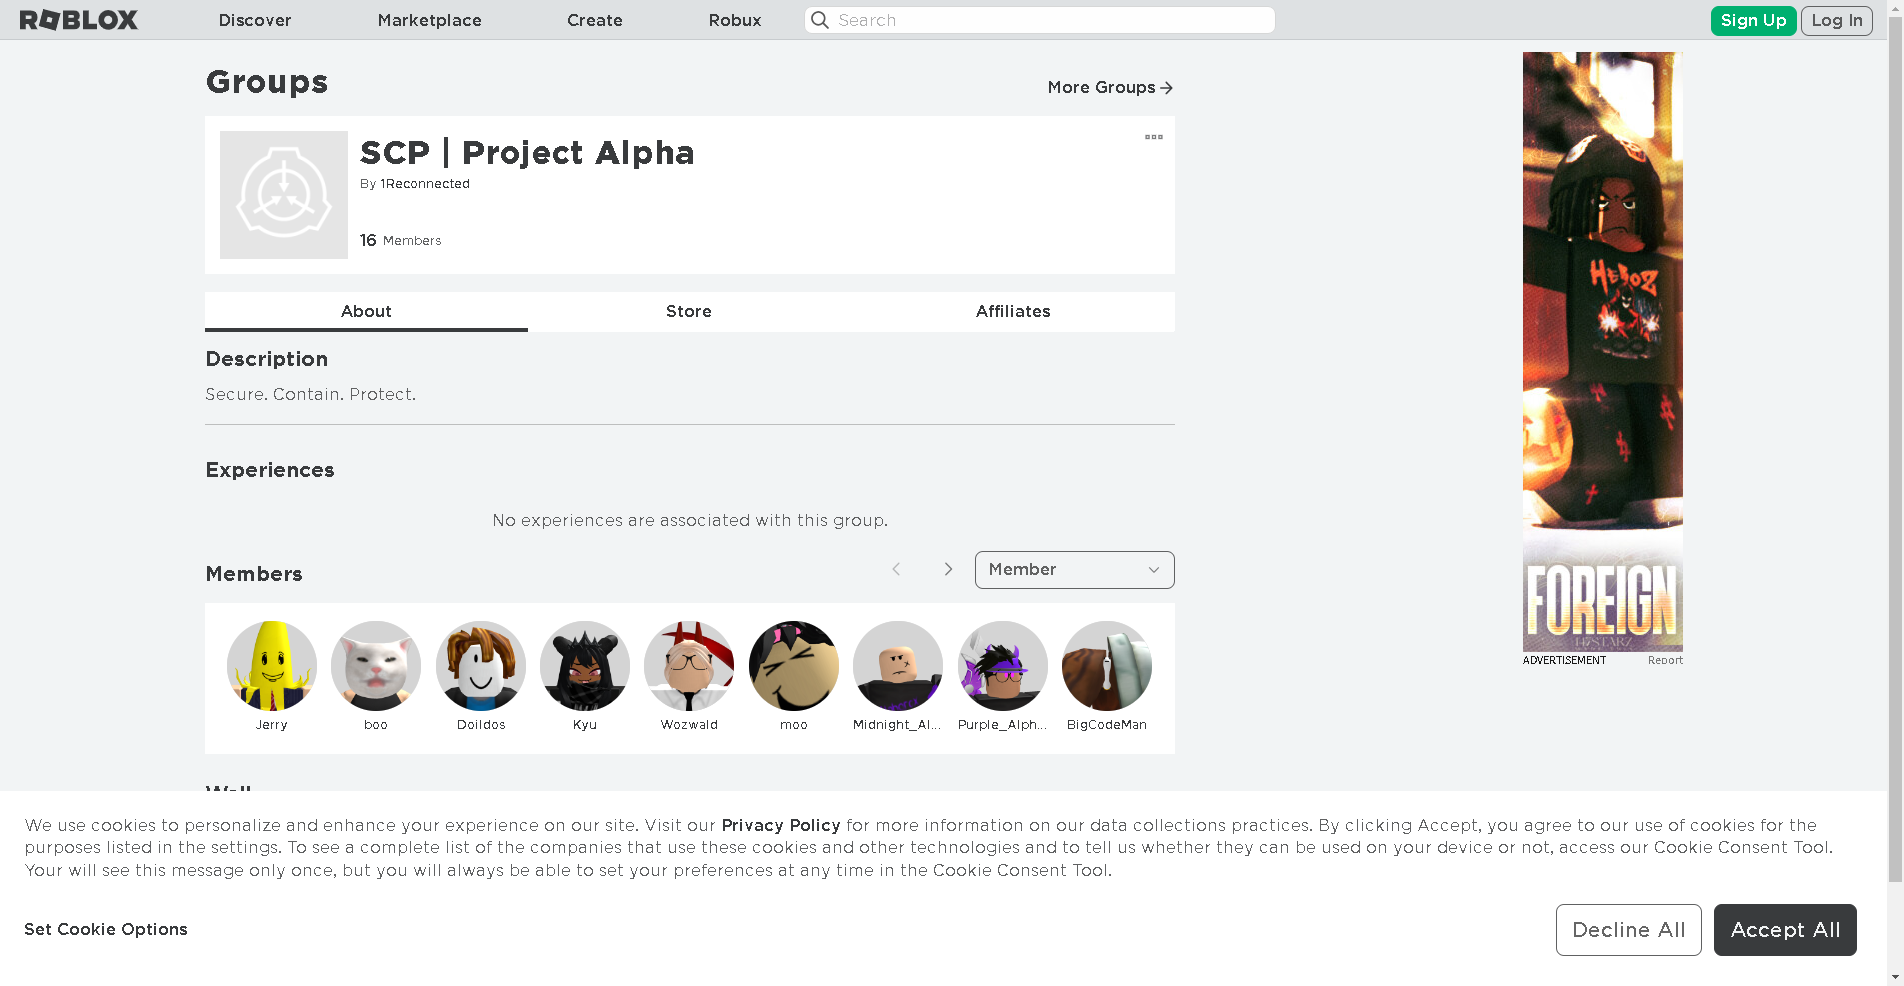 ROBLOX
Discover
Marketplace
Create
Robux
Search
Sign Up
Log In
Groups
More Groups
SCP | Project Alpha
By 1Reconnected
16 Members
About
Store
Affiliates
Description
Secure. Contain. Protect.
Experiences
No experiences are associated with this group.
Members
Member
Jerry
boo
Doildos
Kyu
Wozwald
moo
Midnight_Al...
Purple_Alph...
BigCodeMan
Wall
HEROZ
FOREIGN
ADVERTISEMENT
Report
We use cookies to personalize and enhance your experience on our site. Visit our Privacy Policy for more information on our data collections practices. By clicking Accept, you agree to our use of cookies for the
purposes listed in the settings. To see a complete list of the companies that use these cookies and other technologies and to tell us whether they can be used on your device or not, access our Cookie Consent Tool.
Your will see this message only once, but you will always be able to set your preferences at any time in the Cookie Consent Tool.
Set Cookie Options
Decline All
Accept All